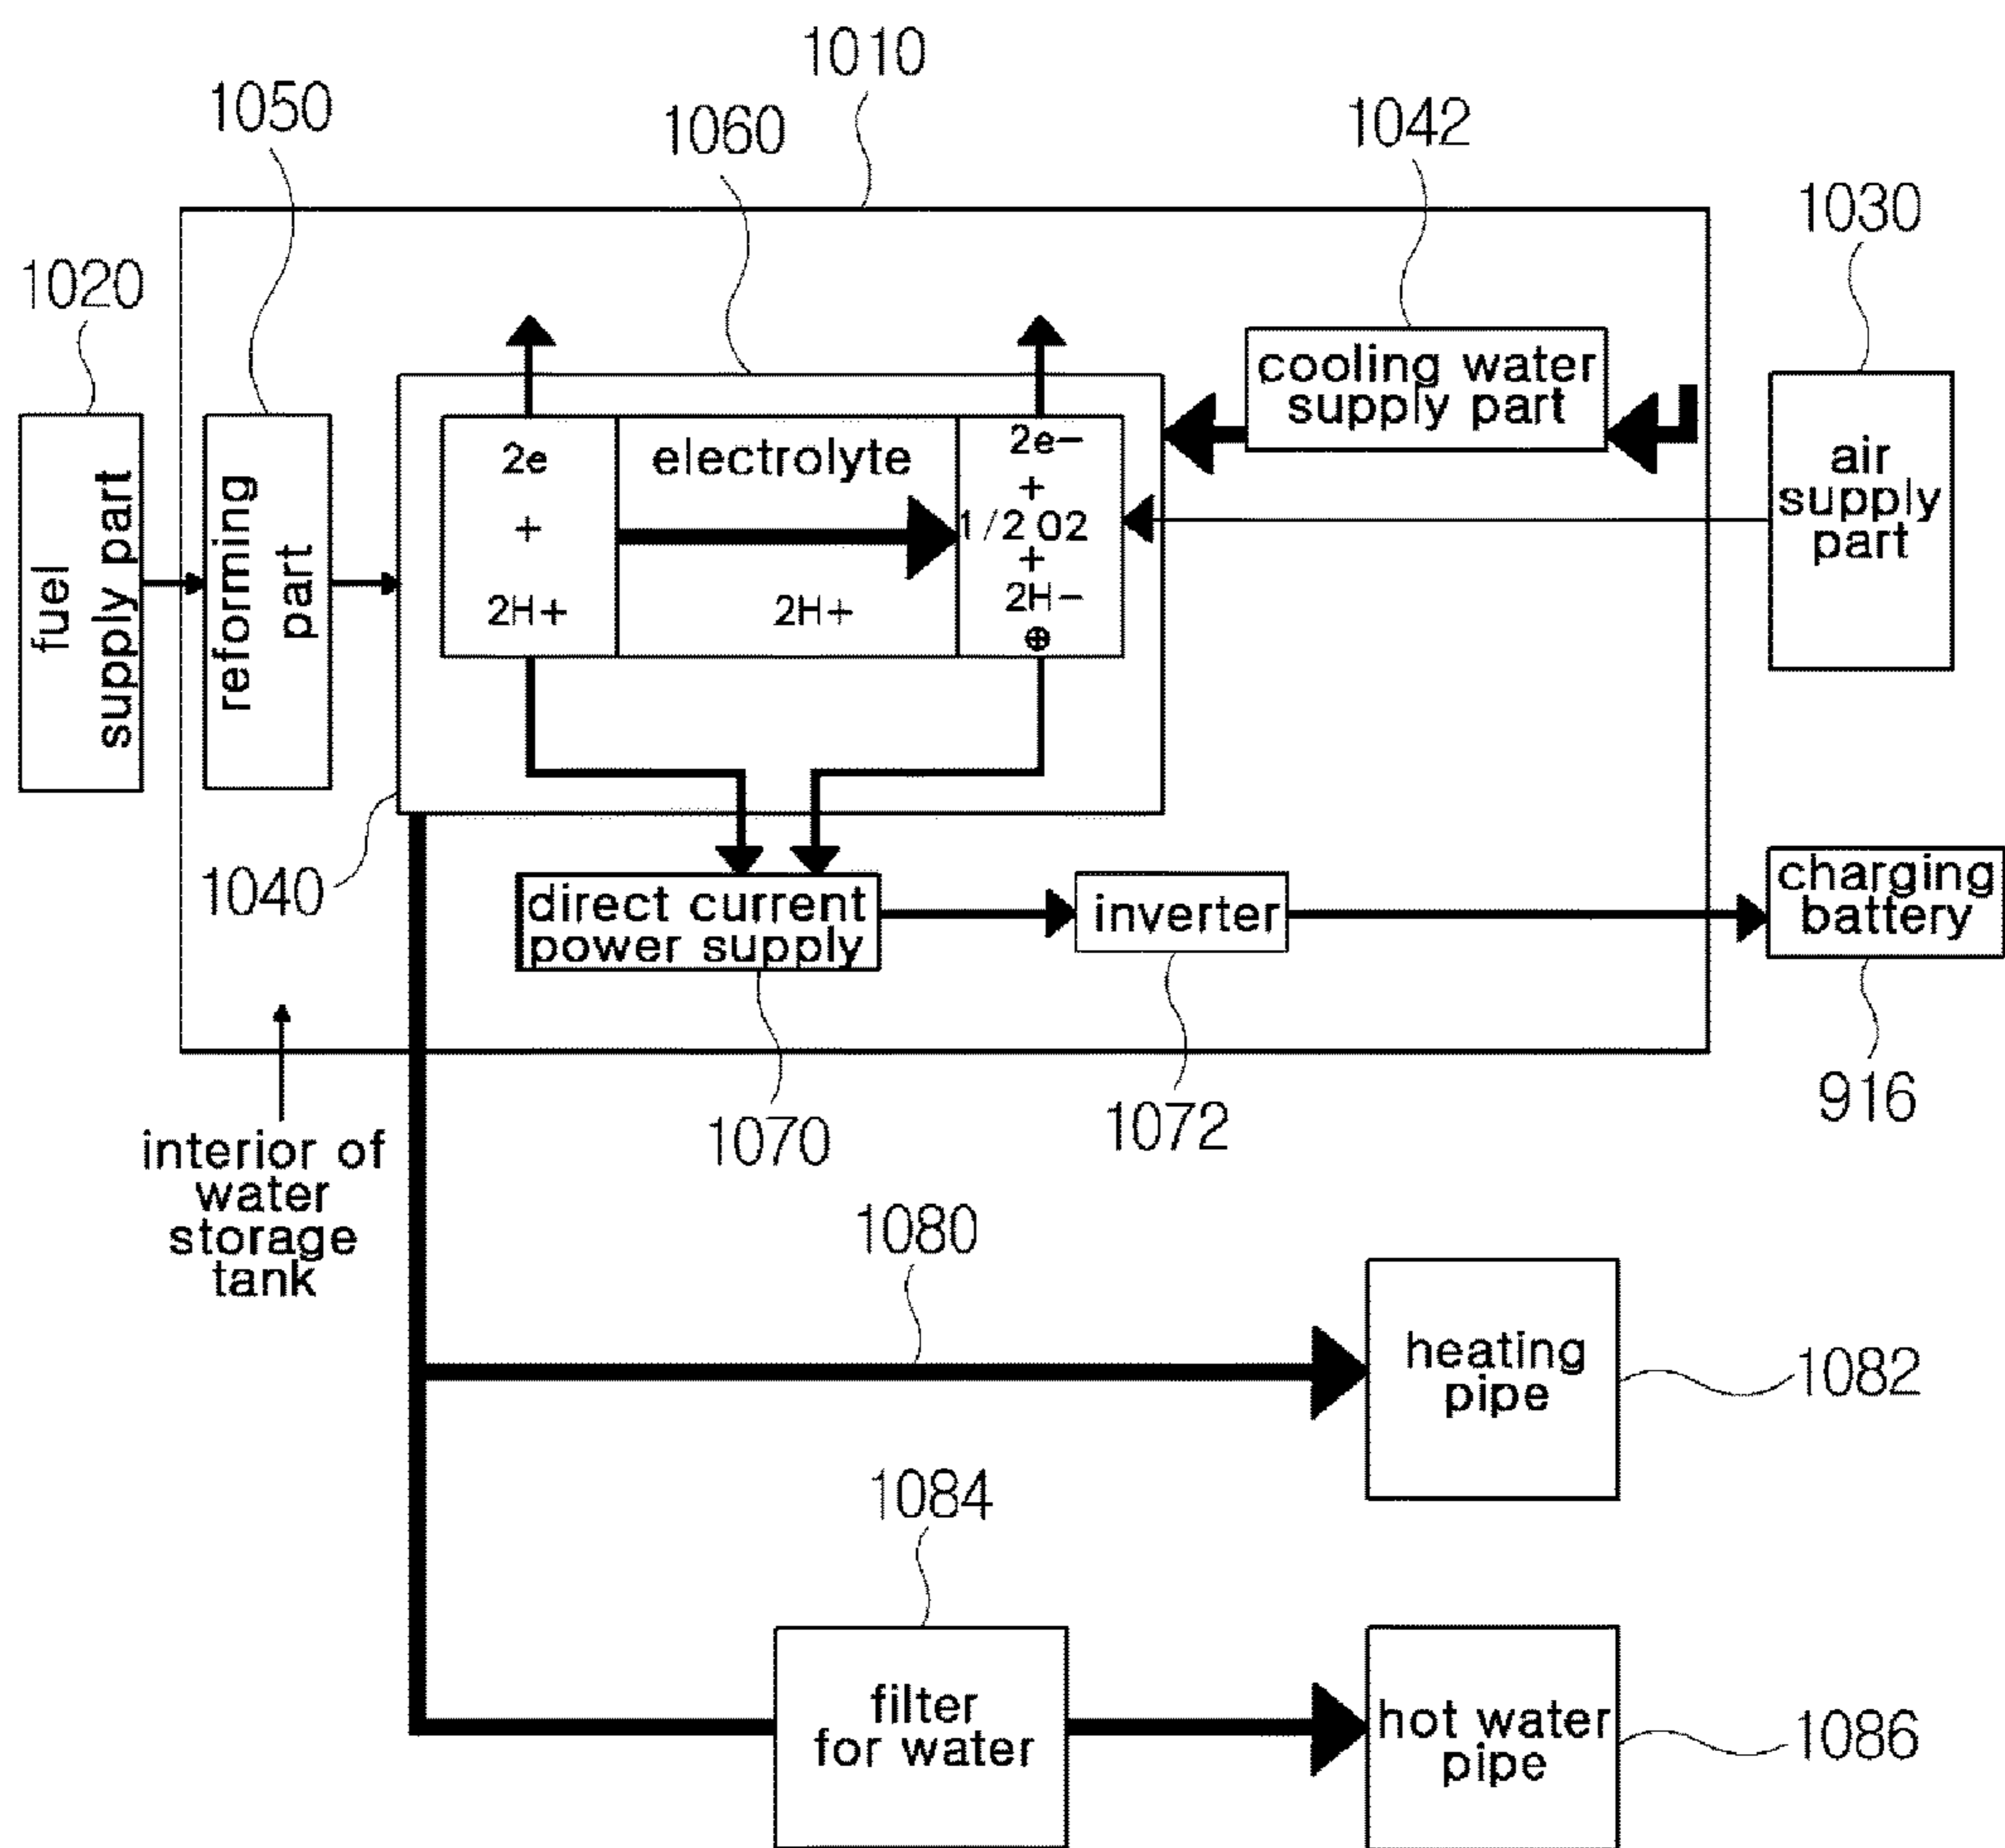 1010
1050
1060
1042
1030
1020
cooling water
supply part
air
supply
part
fuel
supply part
reforming
part
2e
+
2H+
electrolyte
2H+
2e-
+
1/2 O2
+
2H-
⊕
1040
direct current
power supply
inverter
charging
battery
1070
1072
916
interior of
water
storage
tank
1080
heating
pipe
1082
1084
filter
for water
hot water
pipe
1086